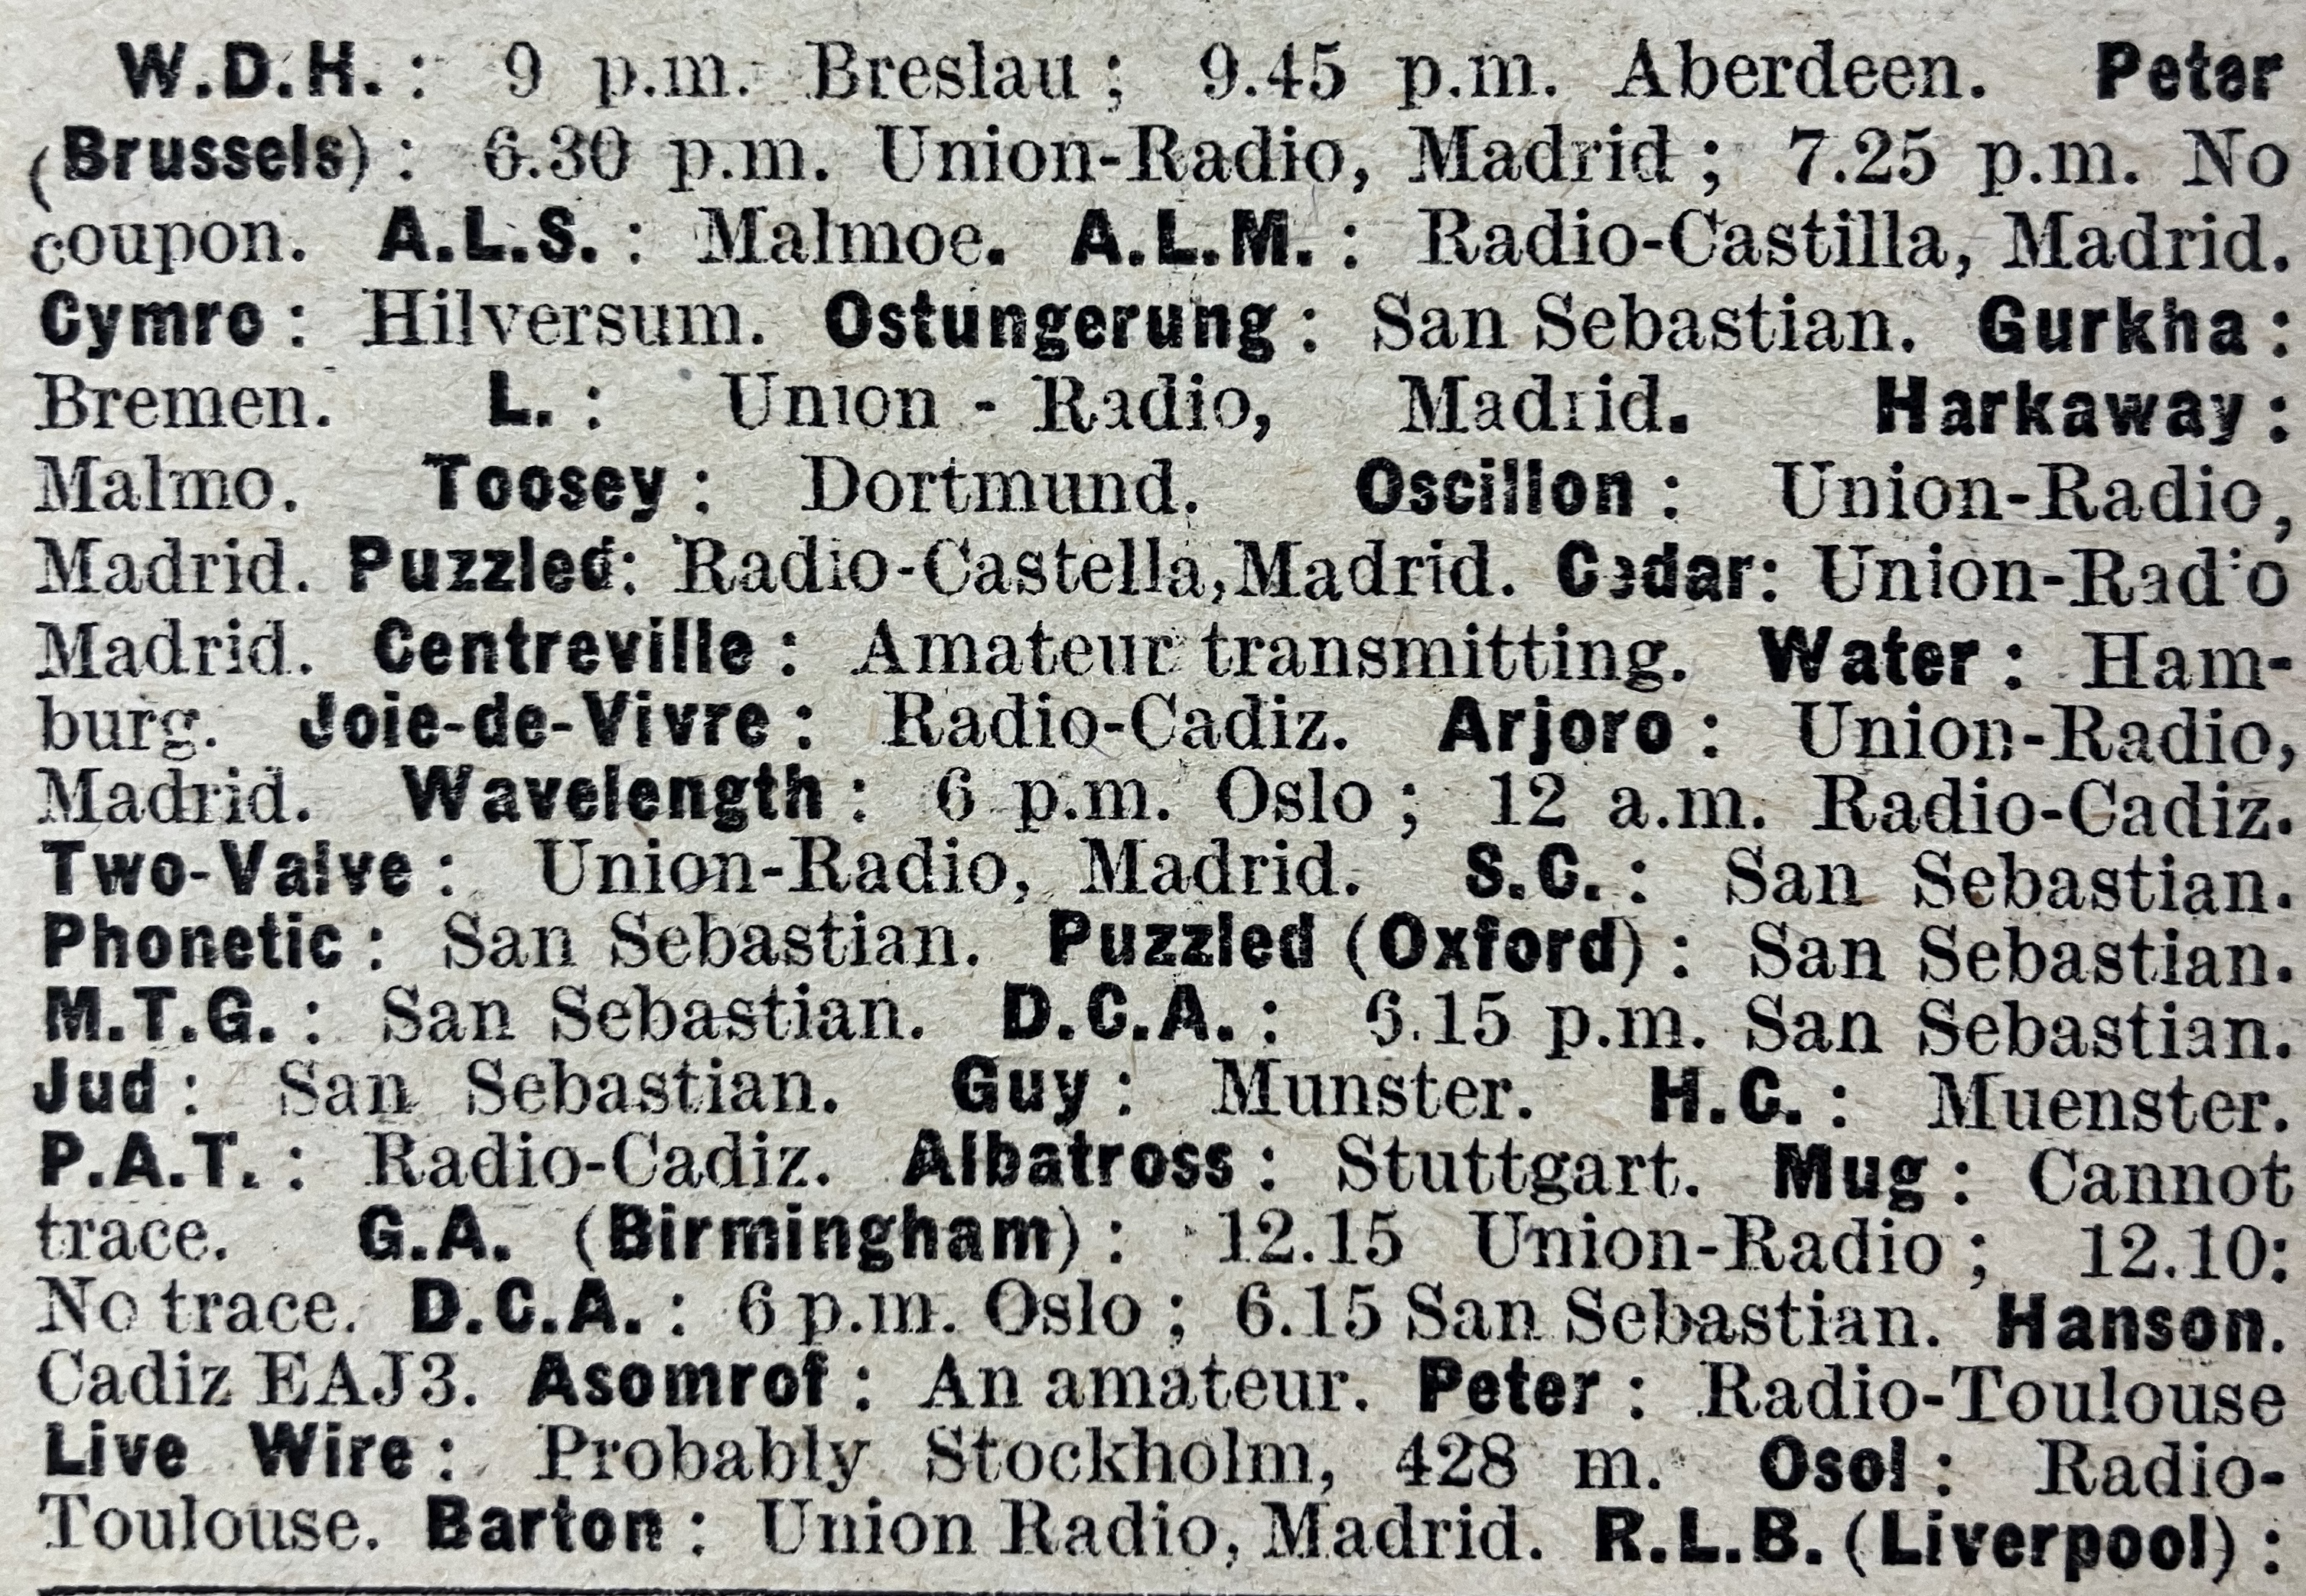 W.D.H.: 9 p.m. Breslau; 9.45 p.m. Aberdeen. Peter
(Brussels): 6.30 p.m. Union-Radio, Madrid; 7.25 p.m. No
coupon. A.L.S.: Malmoe. A.L.M.: Radio-Castilla, Madrid.
Cymro: Hilversum. Ostungerung: San Sebastian. Gurkha:
Bremen. L.: Union - Radio, Madrid. Harkaway:
Malmo. Toosey: Dortmund. Oscillon: Union-Radio,
Madrid. Puzzled: Radio-Castella, Madrid. Cedar: Union-Radio
Madrid. Centreville: Amateur transmitting. Water: Ham-
burg. Joie-de-Vivre: Radio-Cadiz. Arjoro: Union-Radio,
Madrid. Wavelength: 6 p.m. Oslo; 12 a.m. Radio-Cadiz.
Two-Valve: Union-Radio, Madrid. S.C.: San Sebastian.
Phonetic: San Sebastian. Puzzled (Oxford): San Sebastian.
M.T.G.: San Sebastian. D.C.A.: 6.15 p.m. San Sebastian.
Jud: San Sebastian. Guy: Munster. H.C.: Muenster.
P.A.T.: Radio-Cadiz. Albatross: Stuttgart. Mug: Cannot
trace. G.A. (Birmingham): 12.15 Union-Radio; 12.10:
No trace. D.C.A.: 6 p.m. Oslo; 6.15 San Sebastian. Hanson.
Cadiz EAJ3. Asomrof: An amateur. Peter: Radio-Toulouse
Live Wire: Probably Stockholm, 428 m. Osol: Radio-
Toulouse. Barton: Union Radio, Madrid. R.L.B. (Liverpool):